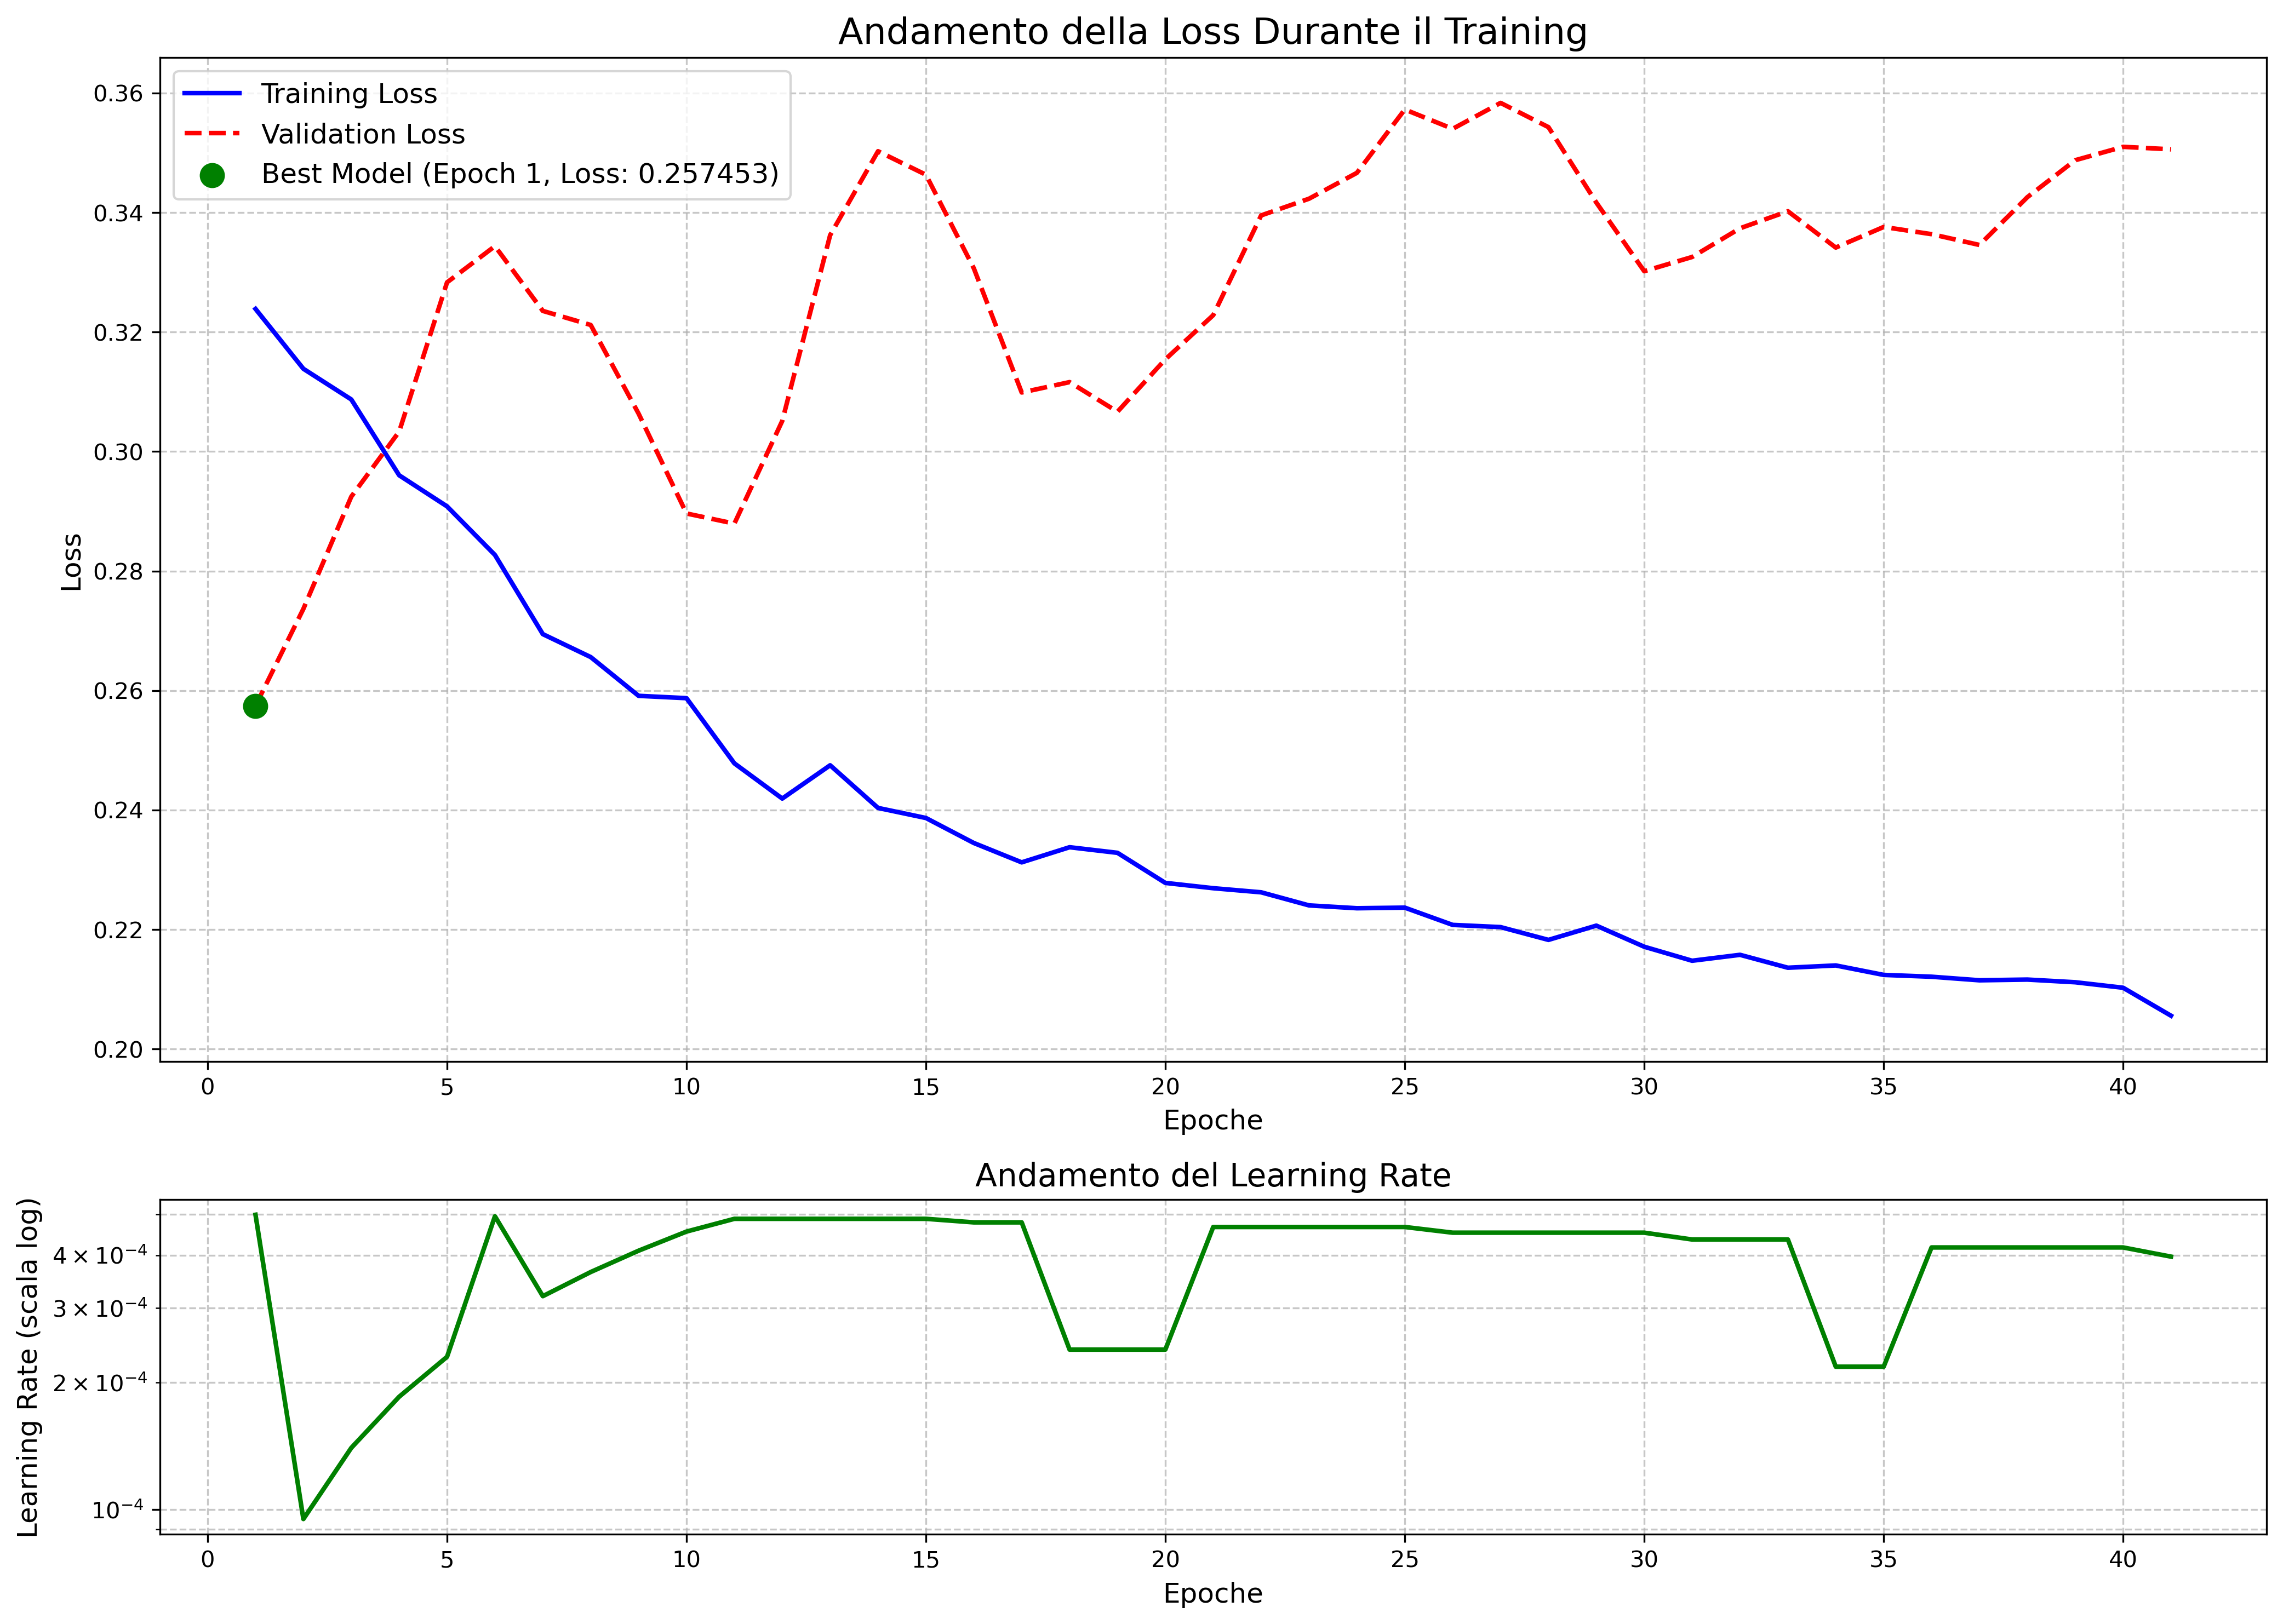 Andamento della Loss Durante il Training
Training Loss
Validation Loss
Best Model (Epoch 1, Loss: 0.257453)
Loss
0.36
0.34
0.32
0.30
0.28
0.26
0.24
0.22
0.20
0 5 10 15 20 25 30 35 40
Epoche
Andamento del Learning Rate
Learning Rate (scala log)
4 × 10⁻⁴
3 × 10⁻⁴
2 × 10⁻⁴
10⁻⁴
0 5 10 15 20 25 30 35 40
Epoche